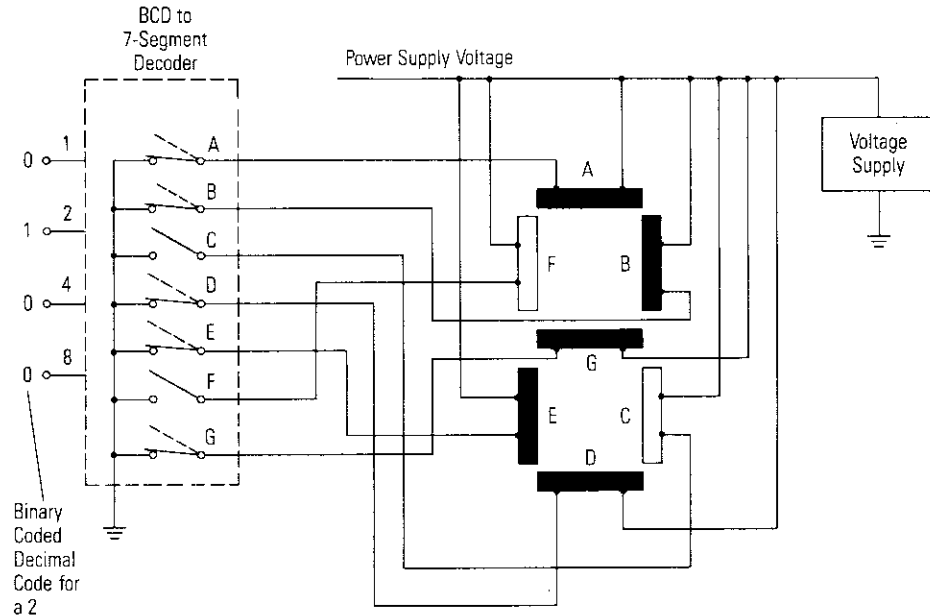 BCD to
7-Segment
Decoder
Power Supply Voltage
Voltage
Supply
0 1
1 2
0 4
0 8
A
B
C
D
E
F
G
A
F B
G
E C
D
Binary
Coded
Decimal
Code for
a 2